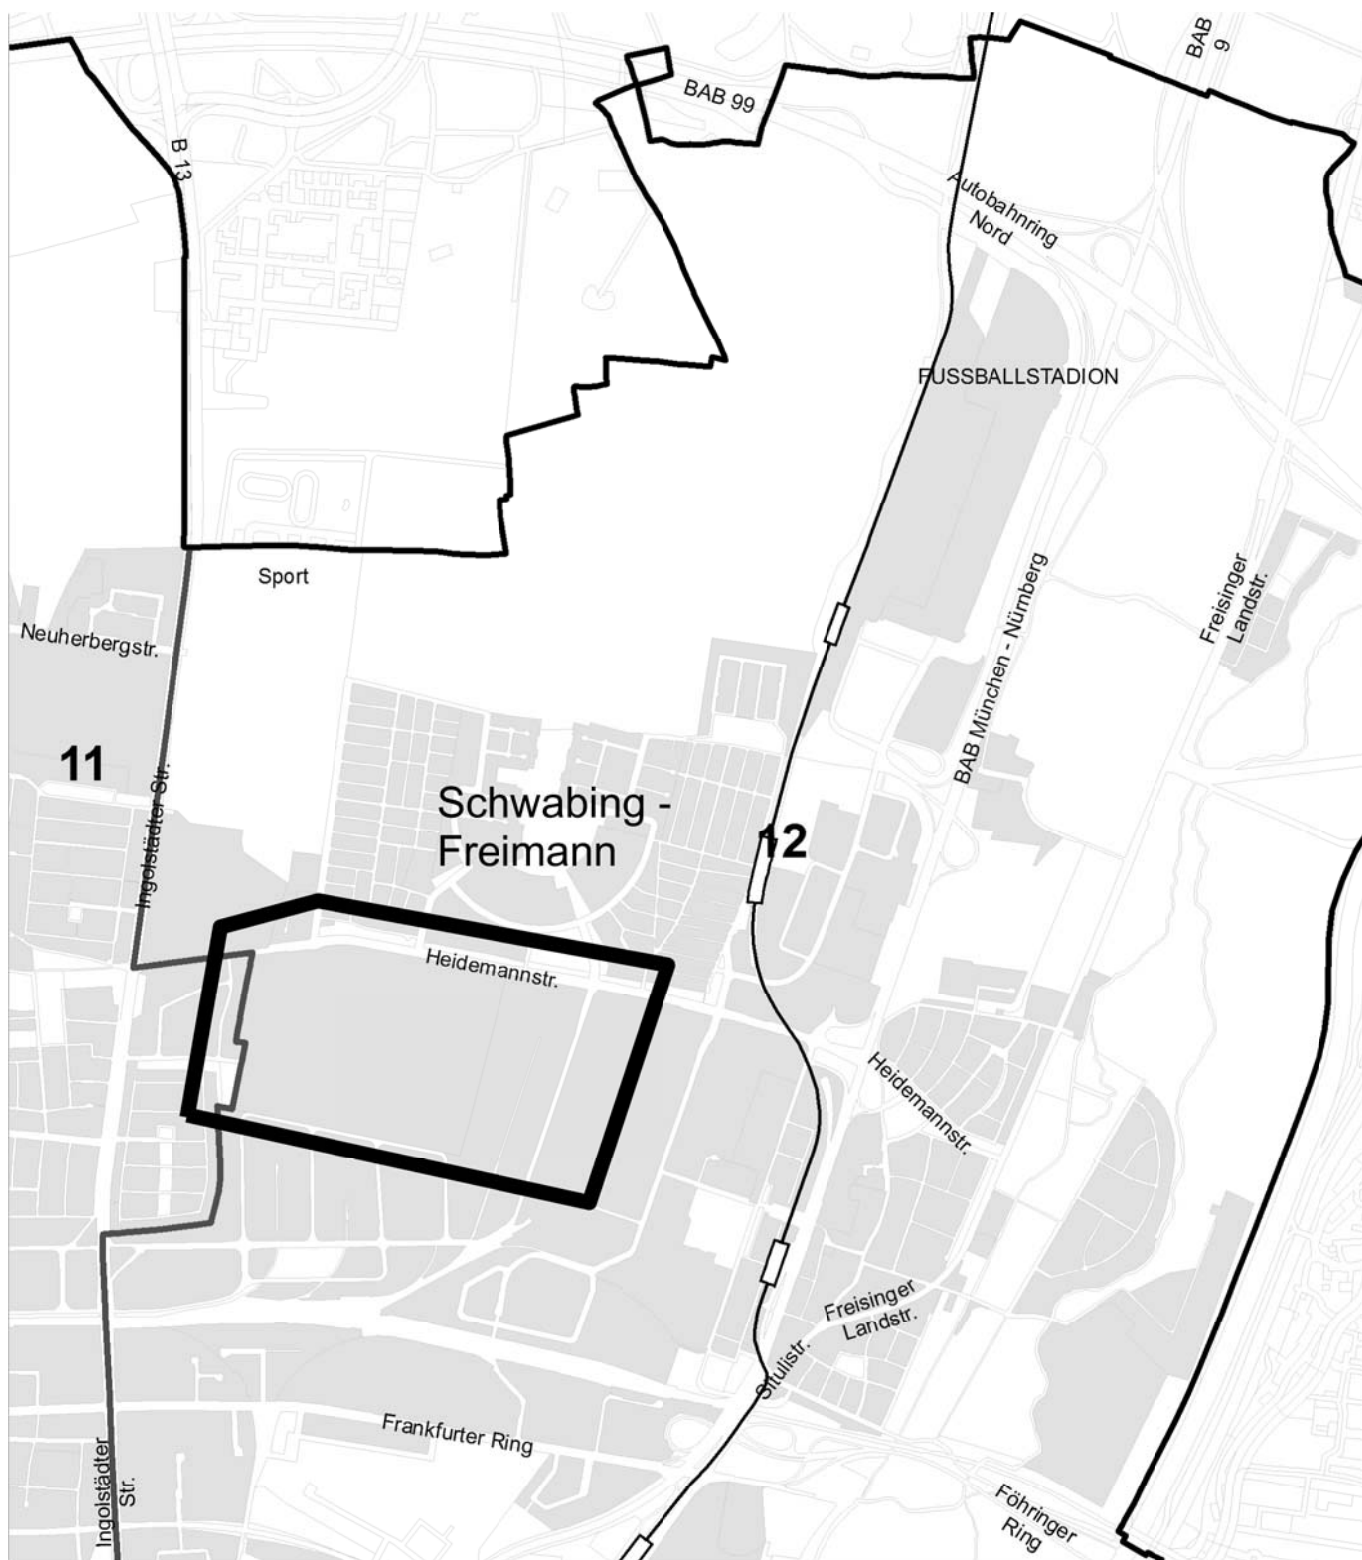 BAB
9
BAB 99
B 13
Autobahnring
Nord
FUSSBALLSTADION
Sport
Neuherbergstr.
Freisinger
Landstr.
BAB München - Nürnberg
11
Ingolstädter Str.
Schwabing -
Freimann
12
Heidemannstr.
Heidemannstr.
Freisinger
Landstr.
Situlistr.
Frankfurter Ring
Ingolstädter
Str.
Föhringer
Ring